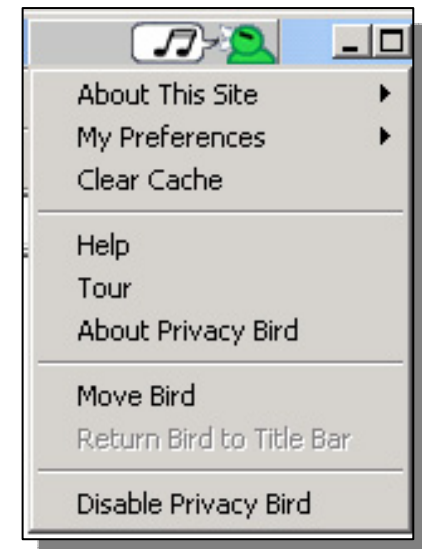 About This Site
My Preferences
Clear Cache
Help
Tour
About Privacy Bird
Move Bird
Return Bird to Title Bar
Disable Privacy Bird